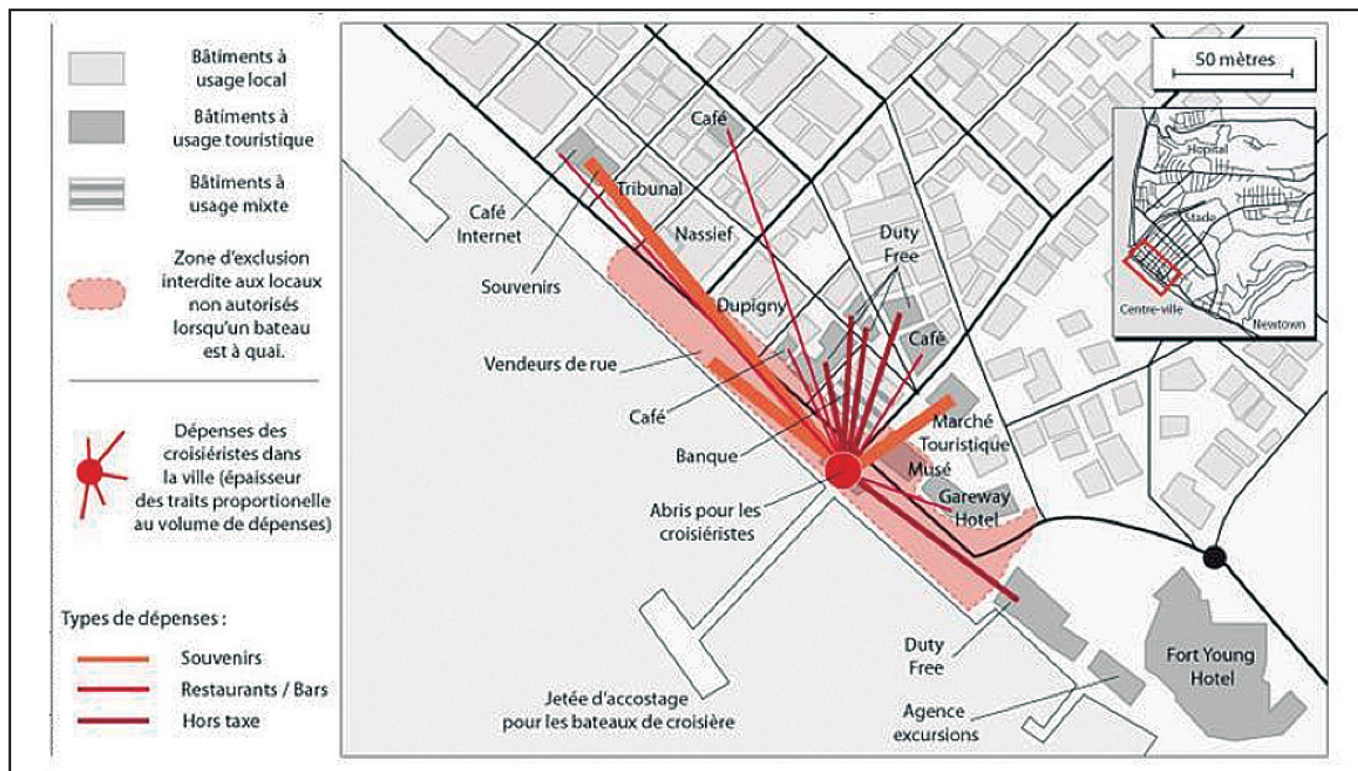 Bâtiments à
usage local
Bâtiments à
usage touristique
Bâtiments à
usage mixte
Zone d'exclusion
interdite aux locaux
non autorisés
lorsqu'un bateau
est à quai.
Dépenses des
croisiéristes dans
la ville (épaisseur
des traits proportionelle
au volume de dépenses)
Types de dépenses :
Souvenirs
Restaurants / Bars
Hors taxe
50 mètres
Hopital
Stade
Centre-ville
Newtown
Café
Tribunal
Café
Internet
Nassief
Duty
Free
Souvenirs
Dupigny
Café
Vendeurs de rue
Café
Marché
Touristique
Banque
Musé
Gareway
Hotel
Abris pour les
croisiéristes
Duty
Free
Fort Young
Hotel
Jetée d'accostage
pour les bateaux de croisière
Agence
excursions